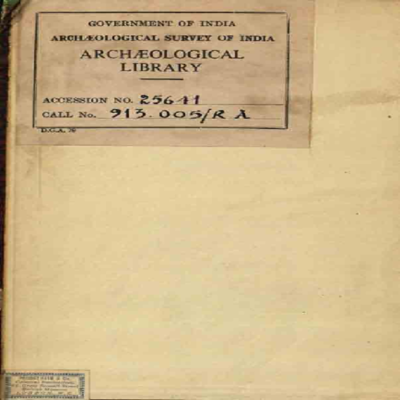 GOVERNMENT OF INDIA
ARCHÆOLOGICAL SURVEY OF INDIA
ARCHÆOLOGICAL
LIBRARY
ACCESSION NO. 25641
CALL No. 913.005/R A
D.G.A. 79